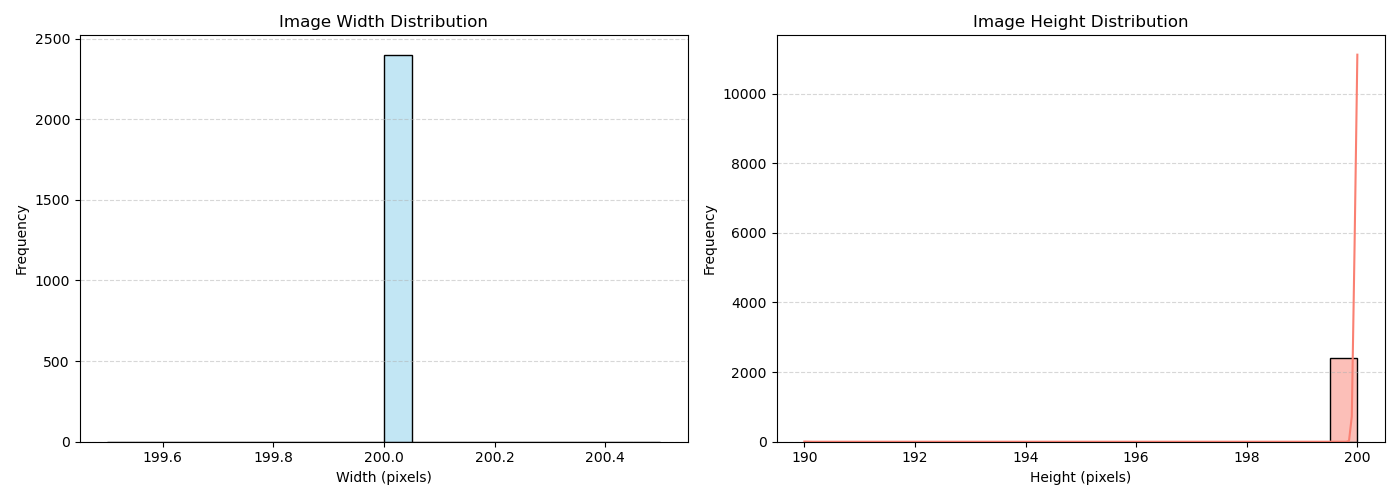 Image Width Distribution
2500
2000
1500
1000
500
0
Frequency
199.6 199.8 200.0 200.2 200.4
Width (pixels)
Image Height Distribution
10000
8000
6000
4000
2000
0
Frequency
190 192 194 196 198 200
Height (pixels)